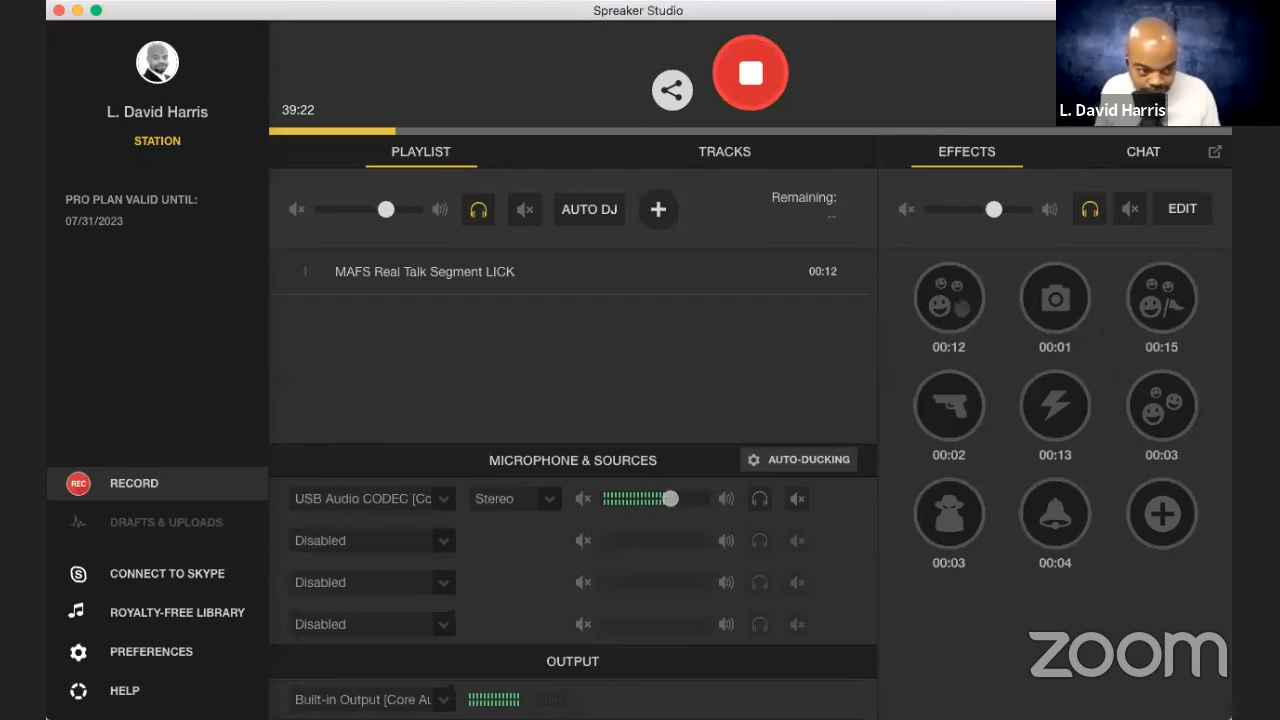 Spreaker Studio
L. David Harris
L. David Harris
STATION
PRO PLAN VALID UNTIL:
07/31/2023
39:22
PLAYLIST
TRACKS
EFFECTS
CHAT
AUTO DJ
Remaining:
--
EDIT
1 MAFS Real Talk Segment LICK 00:12
00:12 00:01 00:15
00:02 00:13 00:03
00:03 00:04
MICROPHONE & SOURCES
AUTO-DUCKING
USB Audio CODEC [Co
Stereo
Disabled
Disabled
Disabled
OUTPUT
Built-in Output [Core Au
REC RECORD
DRAFTS & UPLOADS
CONNECT TO SKYPE
ROYALTY-FREE LIBRARY
PREFERENCES
HELP
zoom